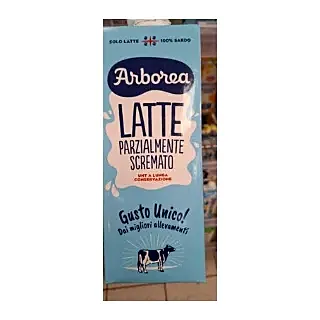 SOLO LATTE 100% SARDO
Arborea
LATTE
PARZIALMENTE
SCREMATO
UHT A LUNGA
CONSERVAZIONE
Gusto Unico!
Dai migliori allevamenti